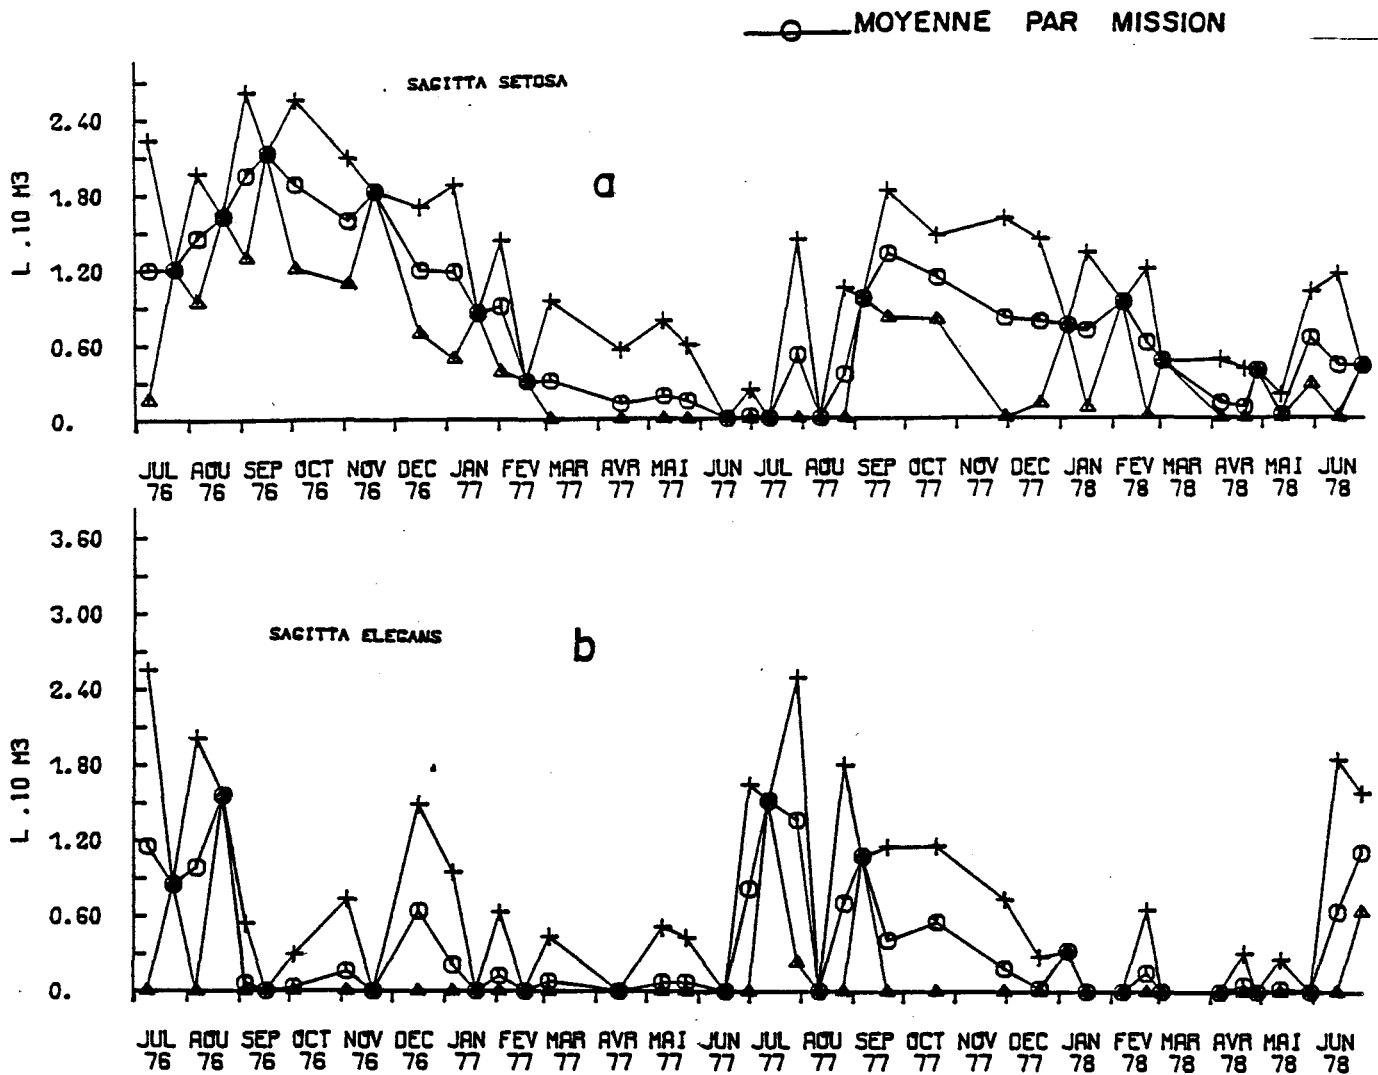 MOYENNE PAR MISSION
SAGITTA SETOSA
a
L .10 M3
2.40
1.80
1.20
0.60
0.
JUL AOU SEP OCT NOV DEC JAN FEV MAR AVR MAI JUN JUL AOU SEP OCT NOV DEC JAN FEV MAR AVR MAI JUN
76 76 76 76 76 76 77 77 77 77 77 77 77 77 77 77 77 77 78 78 78 78 78 78
SAGITTA ELEGANS
b
L .10 M3
3.60
3.00
2.40
1.80
1.20
0.60
0.
JUL AOU SEP OCT NOV DEC JAN FEV MAR AVR MAI JUN JUL AOU SEP OCT NOV DEC JAN FEV MAR AVR MAI JUN
76 76 76 76 76 76 77 77 77 77 77 77 77 77 77 77 77 77 78 78 78 78 78 78